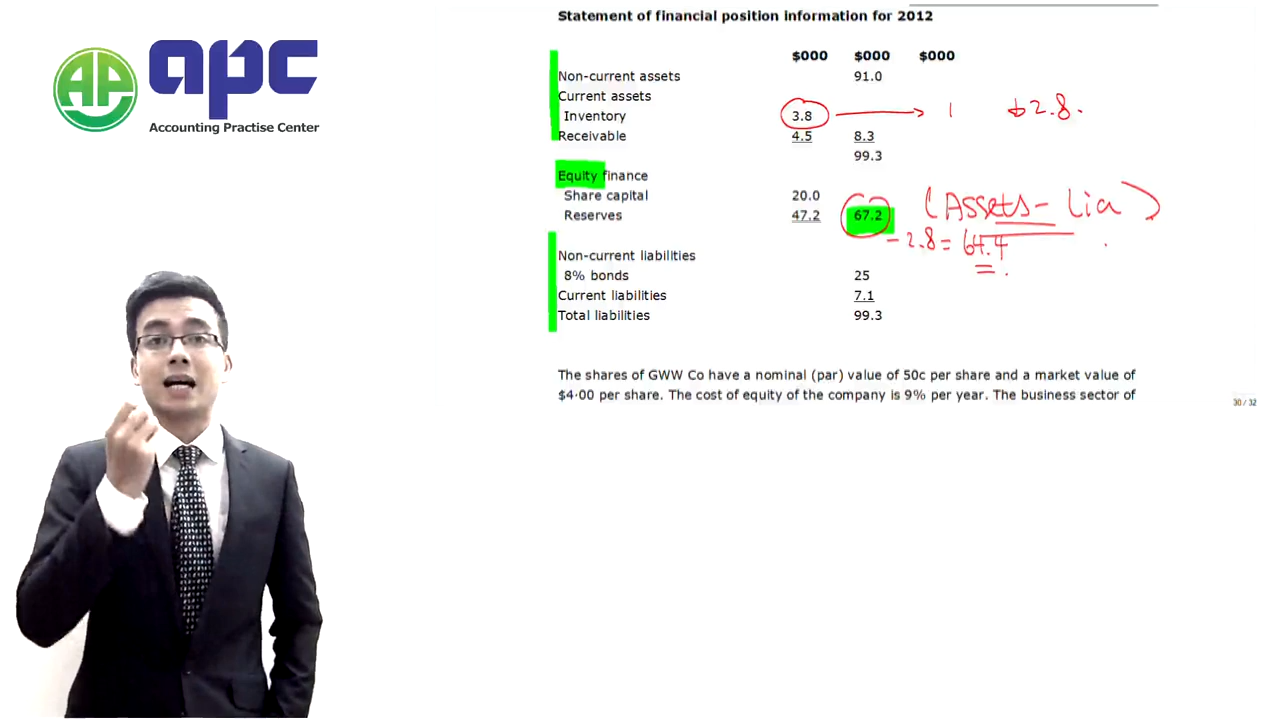 AP
apc
Accounting Practise Center
Statement of financial position information for 2012
$000 $000 $000
Non-current assets 91.0
Current assets
Inventory 3.8 1 ↓2.8.
Receivable 4.5 8.3
99.3
Equity finance
Share capital 20.0 (Assets - Lia)
Reserves 47.2 67.2
- 2.8 = 64.4
Non-current liabilities
8% bonds 25
Current liabilities 7.1
Total liabilities 99.3
The shares of GWW Co have a nominal (par) value of 50c per share and a market value of
$4·00 per share. The cost of equity of the company is 9% per year. The business sector of
30 / 32